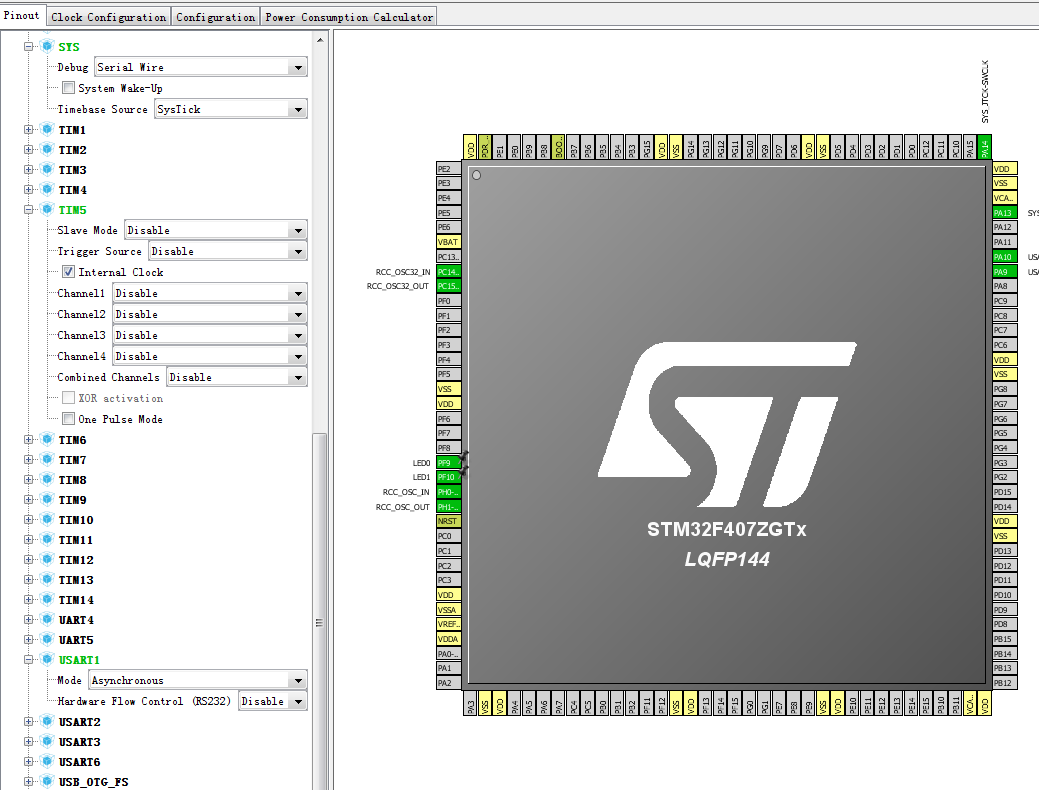 Pinout Clock Configuration Configuration Power Consumption Calculator
SYS
Debug Serial Wire
System Wake-Up
Timebase Source SysTick
TIM1
TIM2
TIM3
TIM4
TIM5
Slave Mode Disable
Trigger Source Disable
Internal Clock
Channel1 Disable
Channel2 Disable
Channel3 Disable
Channel4 Disable
Combined Channels Disable
XOR activation
One Pulse Mode
TIM6
TIM7
TIM8
TIM9
TIM10
TIM11
TIM12
TIM13
TIM14
UART4
UART5
USART1
Mode Asynchronous
Hardware Flow Control (RS232) Disable
USART2
USART3
USART6
USB_OTG_FS
SYS_JTCK-SWCLK
VDD PDR... PE1 PE0 PB9 PB8 BOO... PB7 PB6 PB5 PB4 PB3 PG15 VDD VSS PG14 PG13 PG12 PG11 PG10 PG9 PD7 PD6 VDD VSS PD5 PD4 PD3 PD2 PD1 PD0 PC12 PC11 PC10 PA15 PA14
PE2
PE3
PE4
PE5
PE6
VBAT
PC13..
RCC_OSC32_IN PC14..
RCC_OSC32_OUT PC15..
PF0
PF1
PF2
PF3
PF4
PF5
VSS
VDD
PF6
PF7
PF8
LED0 PF9
LED1 PF10
RCC_OSC_IN PH0-..
RCC_OSC_OUT PH1-..
NRST
PC0
PC1
PC2
PC3
VDD
VSSA
VREF..
VDDA
PA0-..
PA1
PA2
STM32F407ZGTx
LQFP144
VDD
VSS
VCA..
PA13 SYS
PA12
PA11
PA10 USA
PA9 USA
PA8
PC9
PC8
PC7
PC6
VDD
VSS
PG8
PG7
PG6
PG5
PG4
PG3
PG2
PD15
PD14
VDD
VSS
PD13
PD12
PD11
PD10
PD9
PD8
PB15
PB14
PB13
PB12
PA3 VSS VDD PA4 PA5 PA6 PA7 PC4 PC5 PB0 PB1 PB2 PF11 PF12 VSS VDD PF13 PF14 PF15 PG0 PG1 PE7 PE8 PE9 VSS VDD PE10 PE11 PE12 PE13 PE14 PE15 PB10 PB11 VCA.. VDD